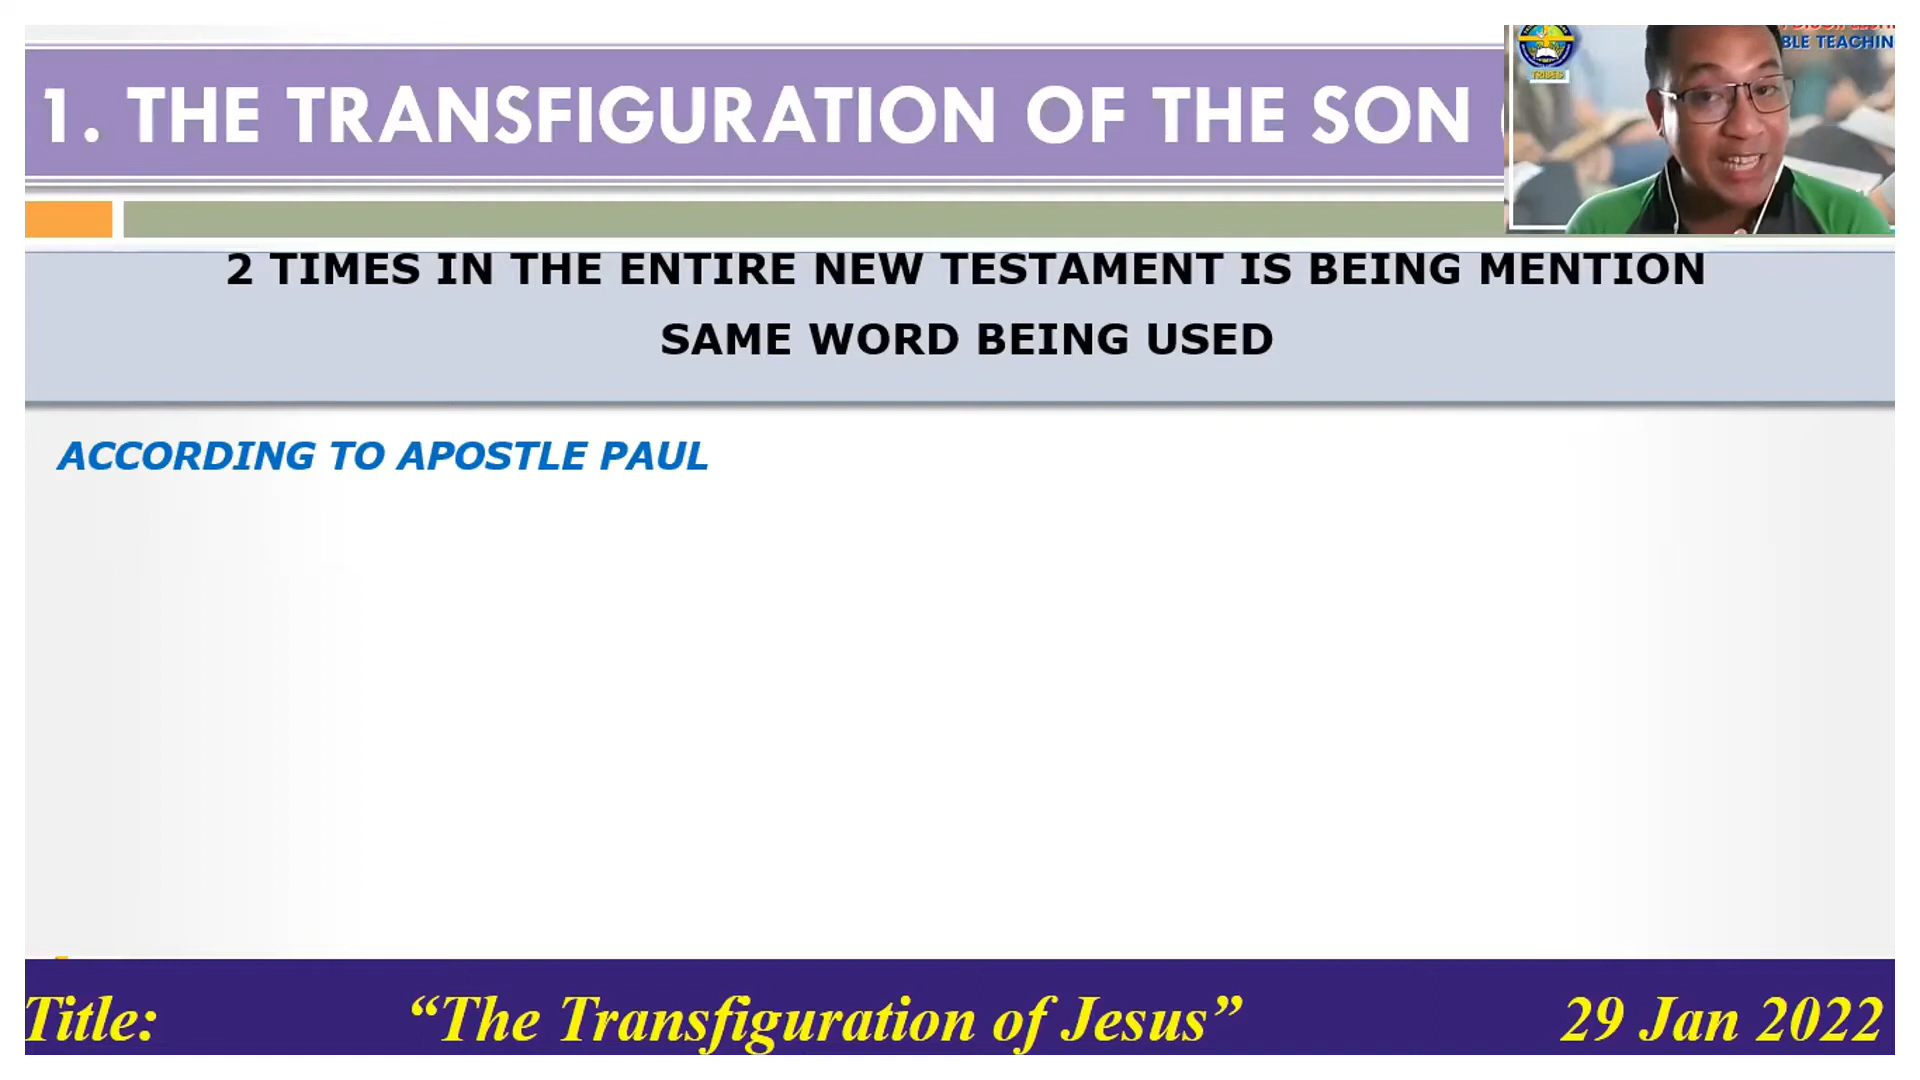 1. THE TRANSFIGURATION OF THE SON
BLE TEACHIN
TRIBES
2 TIMES IN THE ENTIRE NEW TESTAMENT IS BEING MENTION
SAME WORD BEING USED
ACCORDING TO APOSTLE PAUL
Title: “The Transfiguration of Jesus” 29 Jan 2022